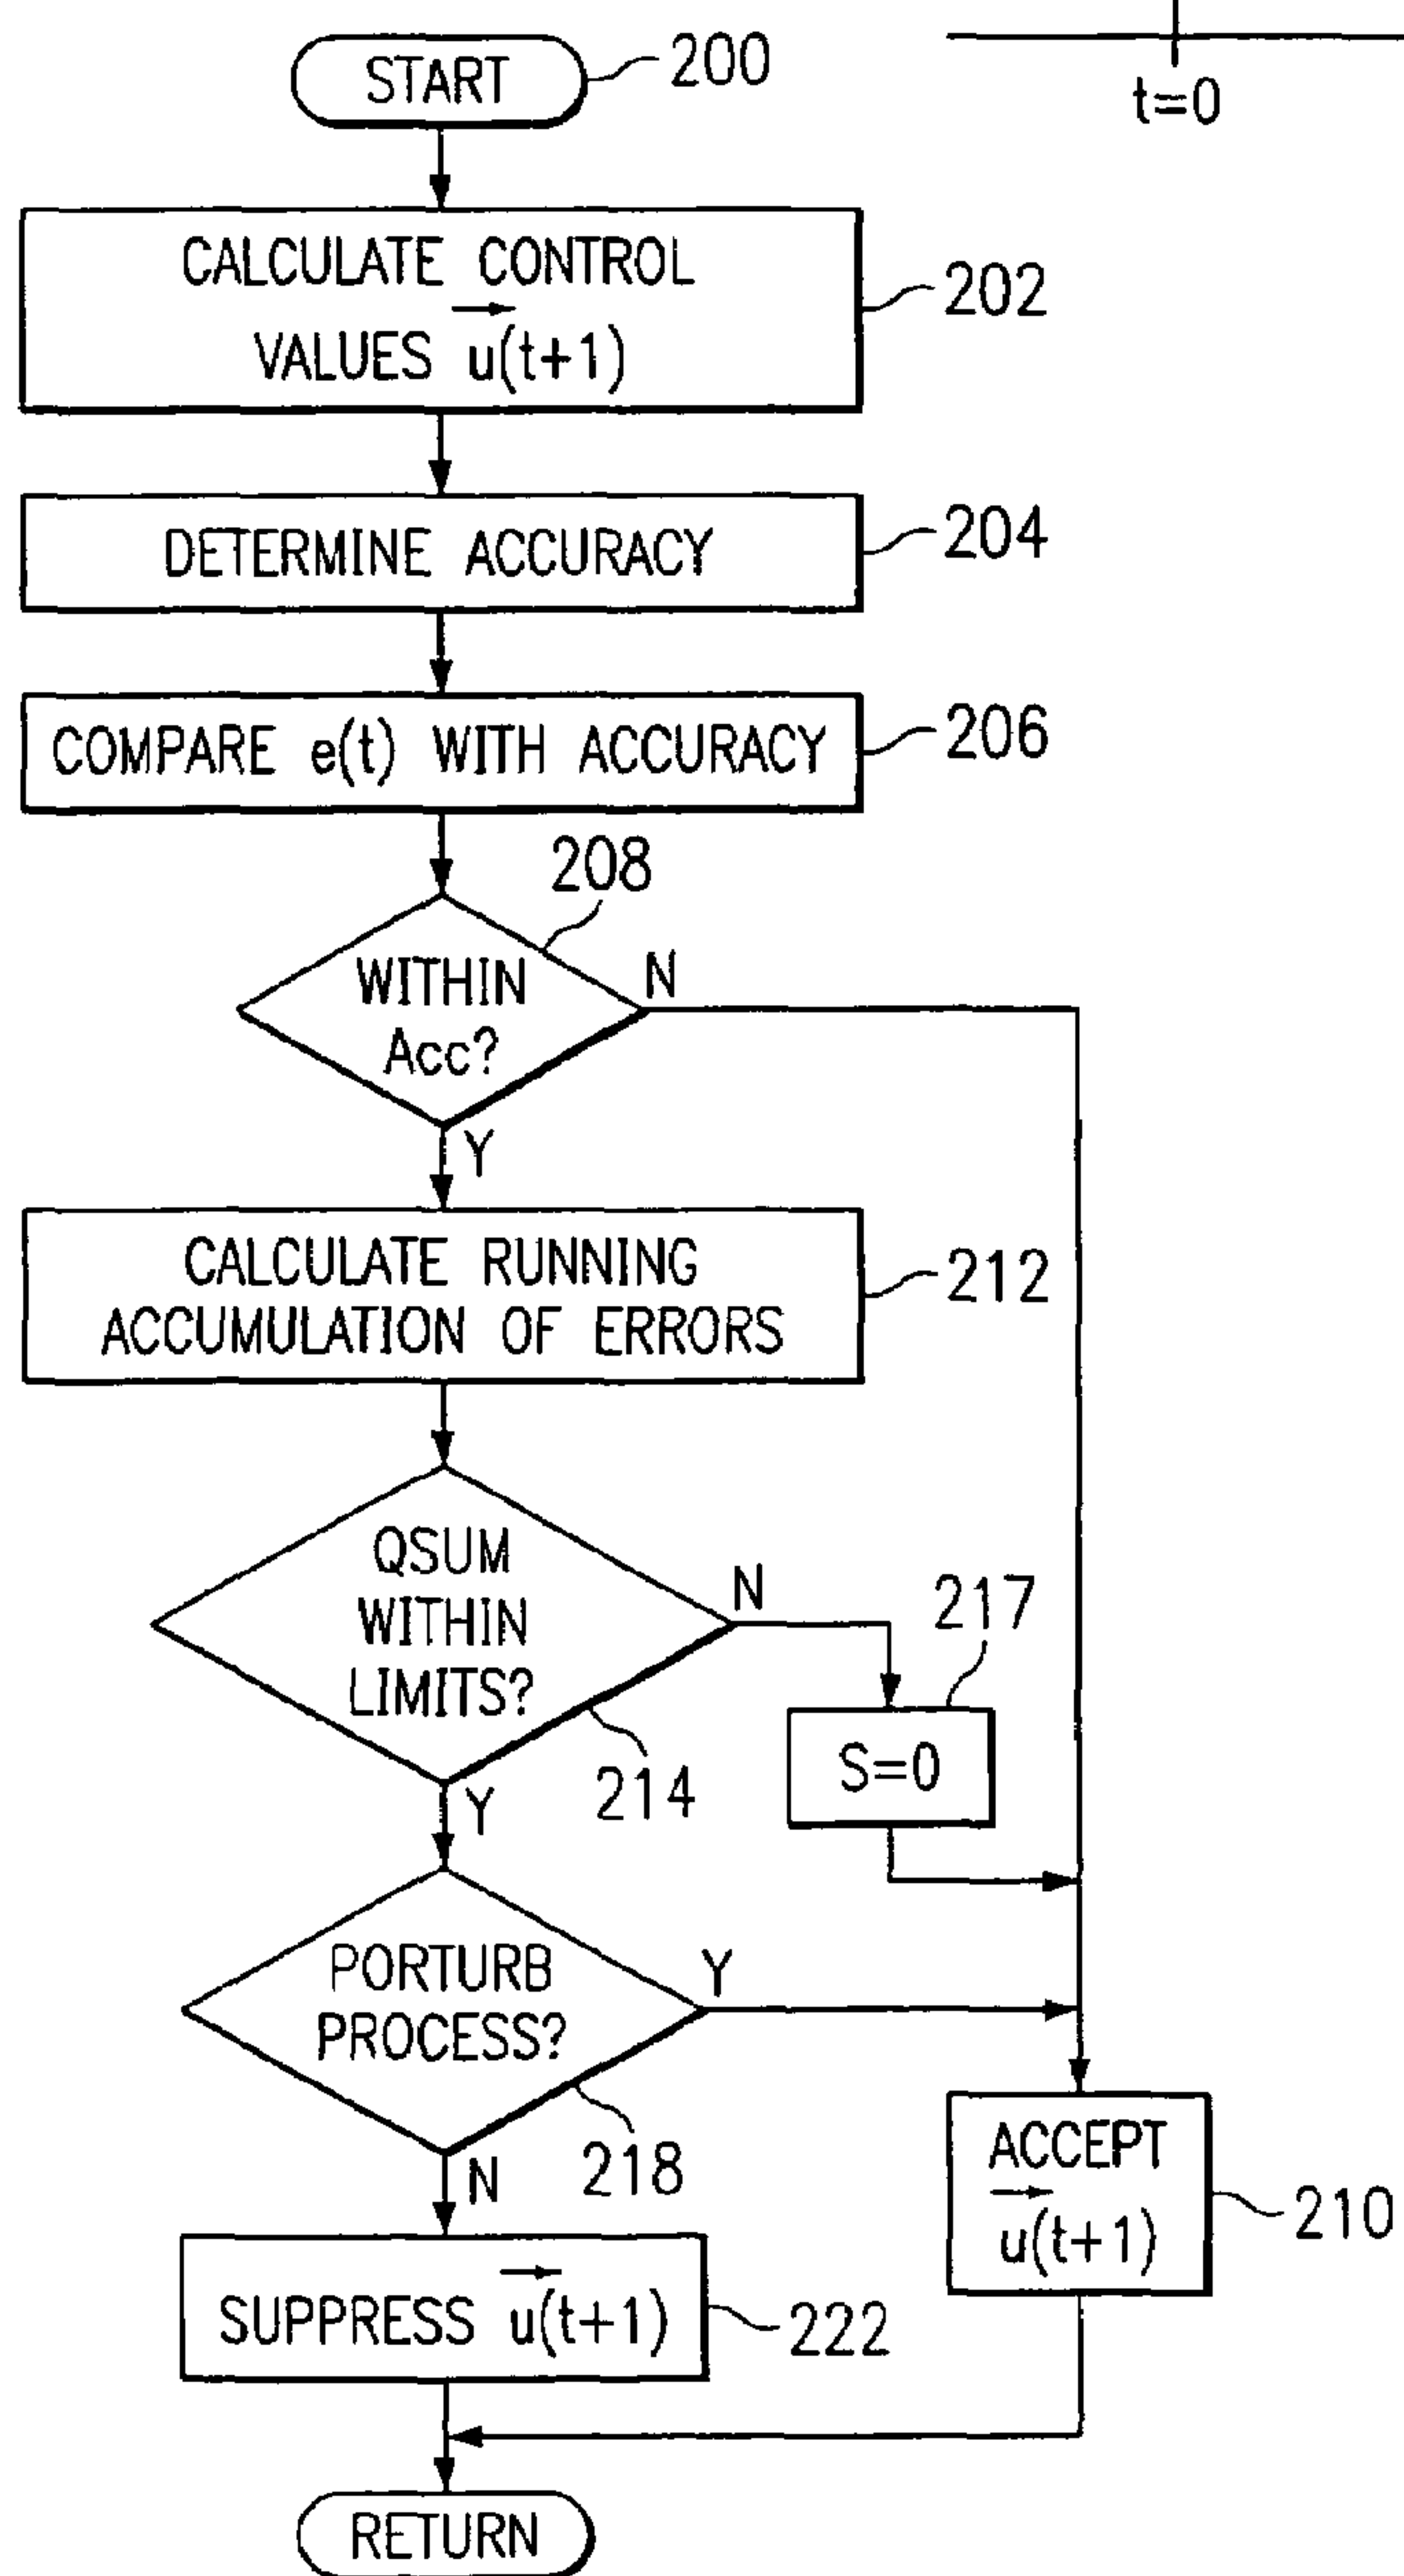 START
200
t=0
CALCULATE CONTROL
VALUES u(t+1)
202
DETERMINE ACCURACY
204
COMPARE e(t) WITH ACCURACY
206
208
WITHIN
Acc?
N
Y
CALCULATE RUNNING
ACCUMULATION OF ERRORS
212
QSUM
WITHIN
LIMITS?
N
217
S=0
214
Y
PORTURB
PROCESS?
Y
218
N
ACCEPT
u(t+1)
210
SUPPRESS u(t+1)
222
RETURN